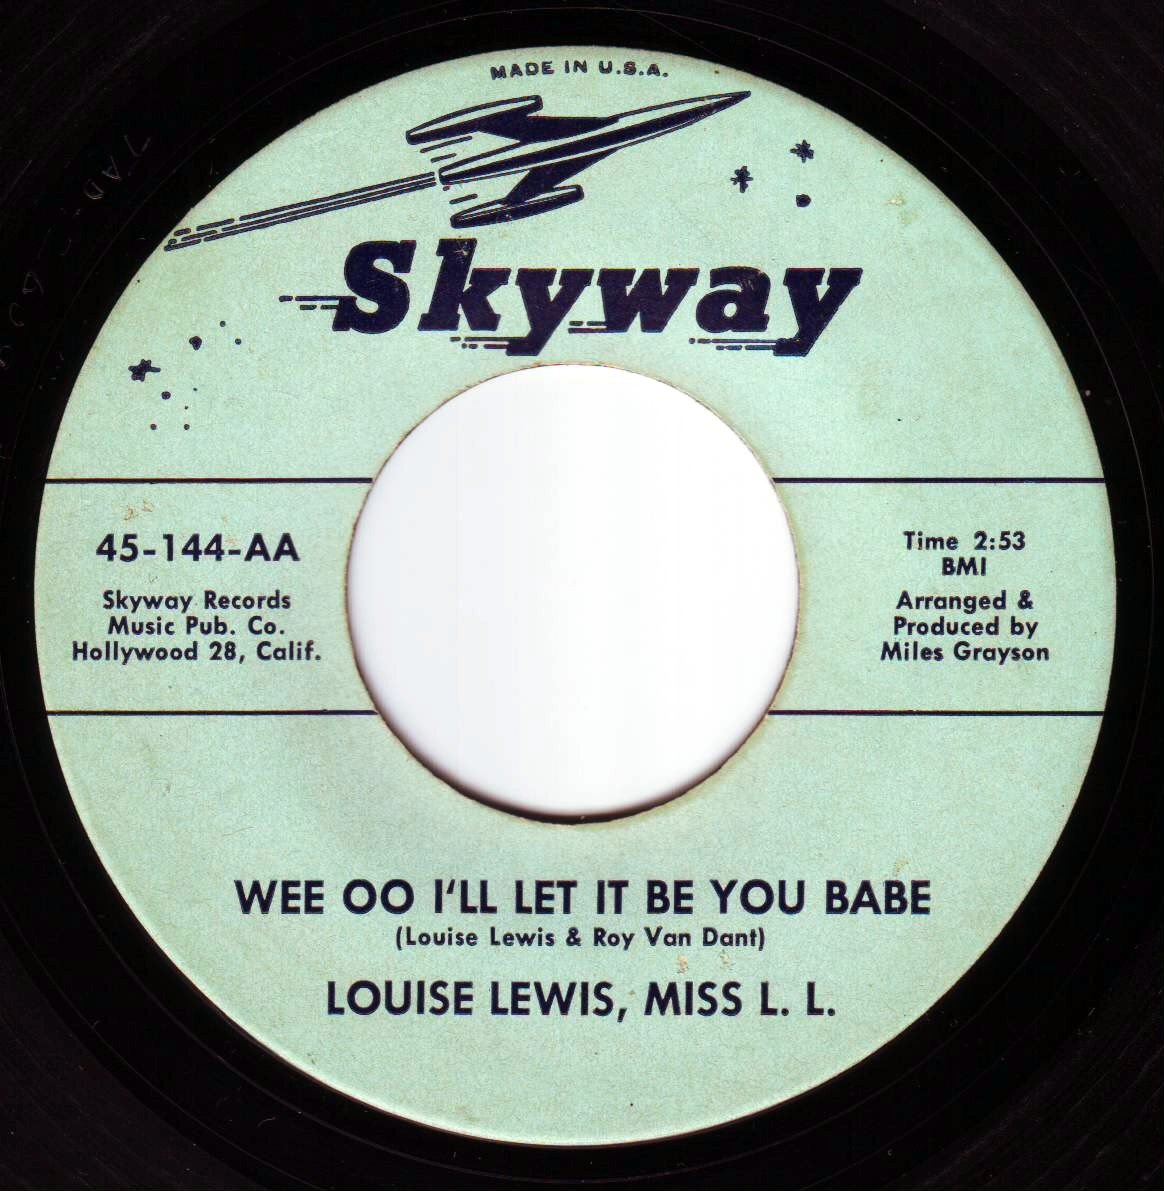 MADE IN U.S.A.
Skyway
45-144-AA
Skyway Records
Music Pub. Co.
Hollywood 28, Calif.
Time 2:53
BMI
Arranged &
Produced by
Miles Grayson
WEE OO I'LL LET IT BE YOU BABE
(Louise Lewis & Roy Van Dant)
LOUISE LEWIS, MISS L. L.